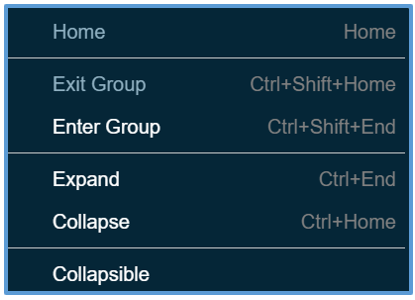 Home Home
Exit Group Ctrl+Shift+Home
Enter Group Ctrl+Shift+End
Expand Ctrl+End
Collapse Ctrl+Home
Collapsible